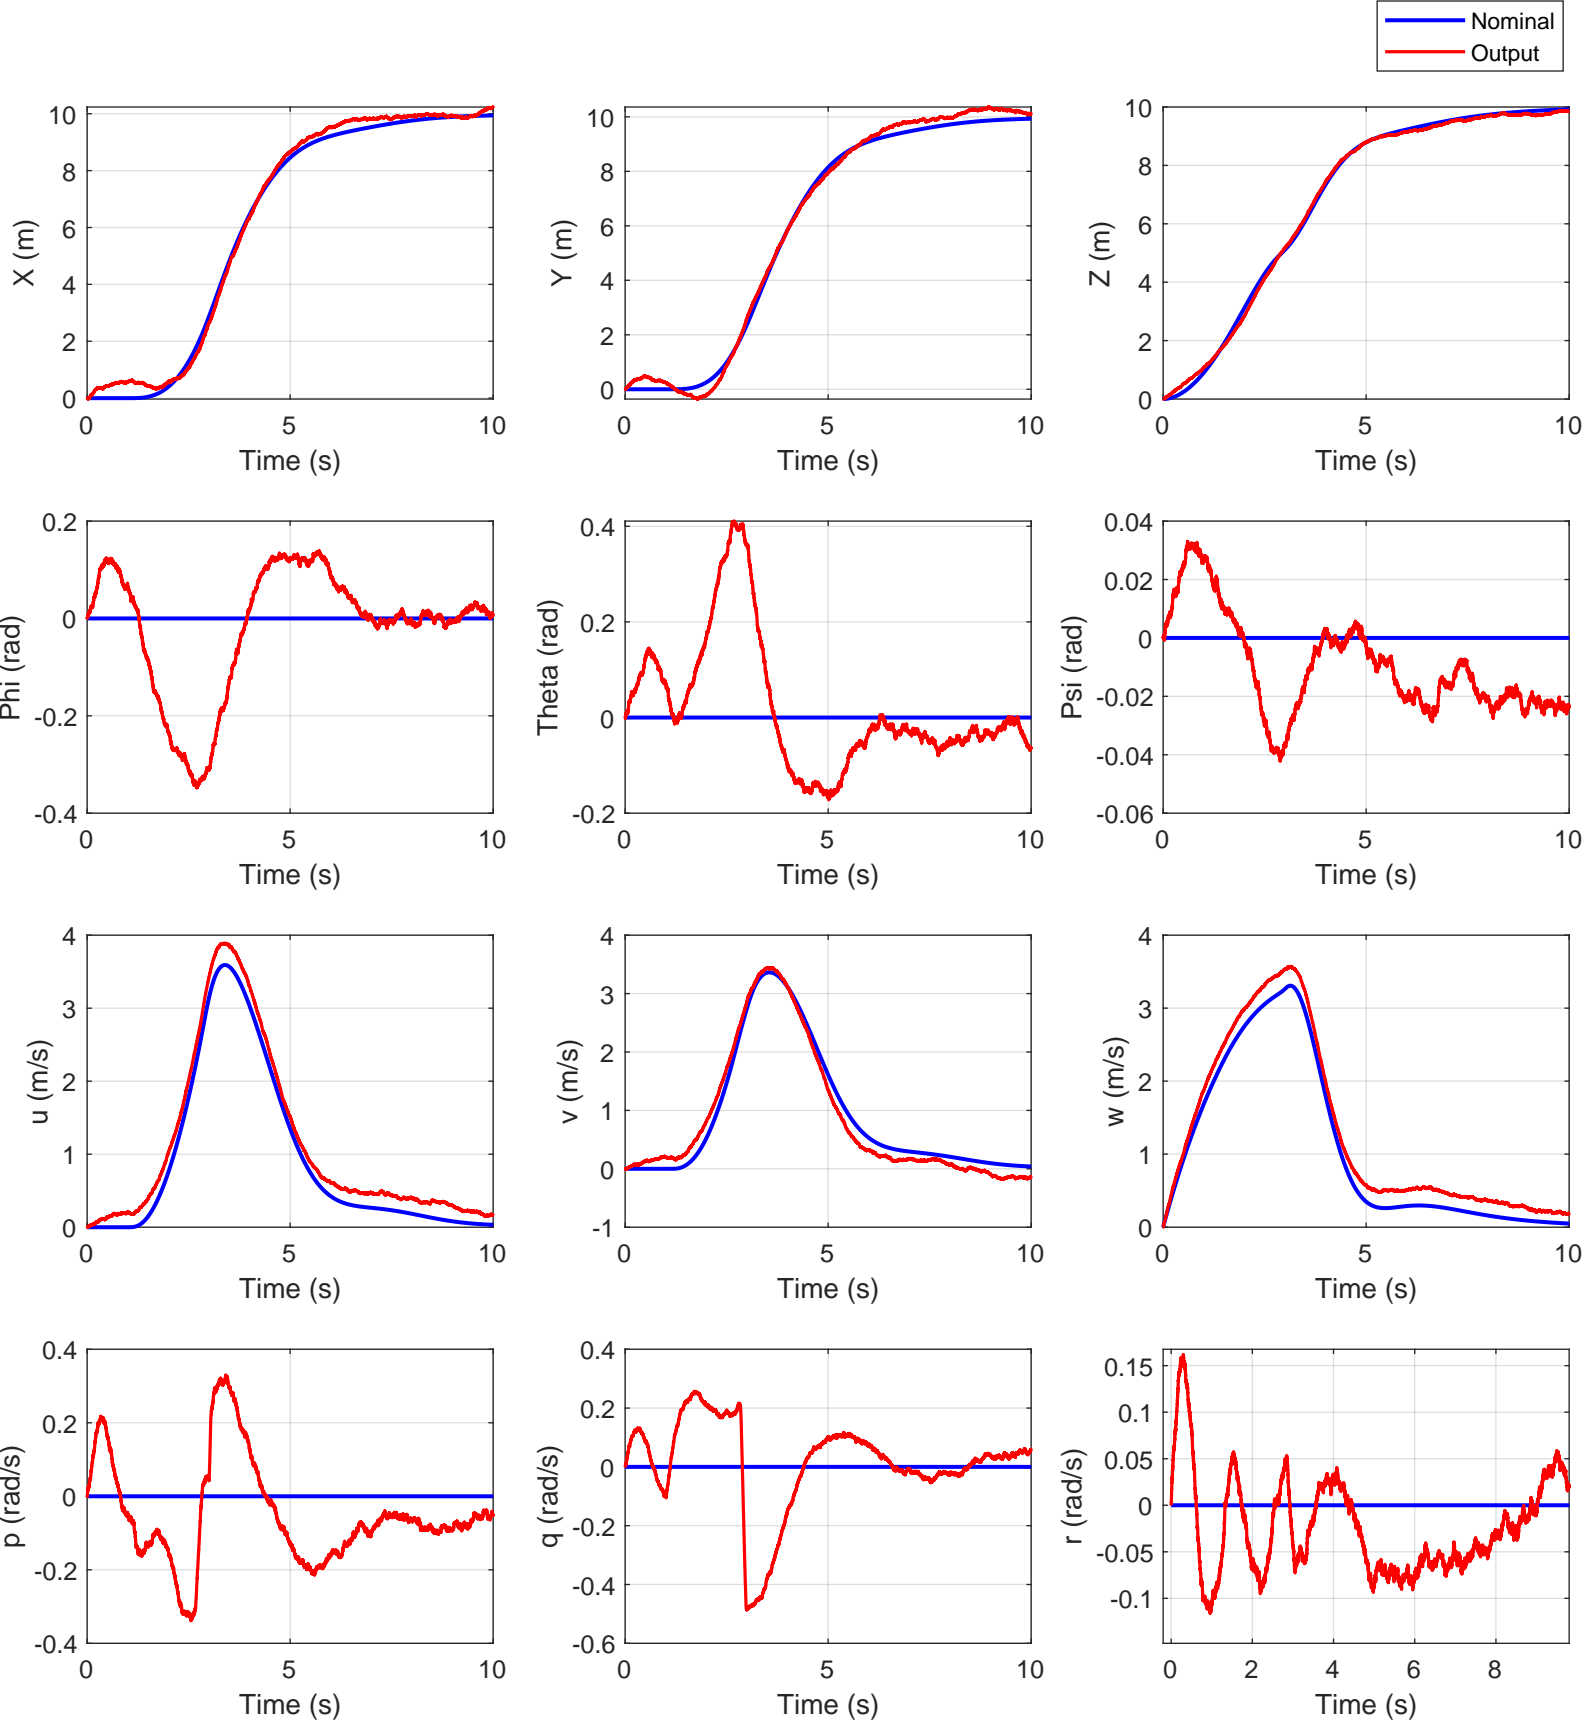 Nominal
Output
X (m)
10
8
6
4
2
0
0 5 10
Time (s)
Y (m)
10
8
6
4
2
0
0 5 10
Time (s)
Z (m)
10
8
6
4
2
0
0 5 10
Time (s)
Phi (rad)
0.2
0
-0.2
-0.4
0 5 10
Time (s)
Theta (rad)
0.4
0.2
0
-0.2
0 5 10
Time (s)
Psi (rad)
0.04
0.02
0
-0.02
-0.04
-0.06
0 5 10
Time (s)
u (m/s)
4
3
2
1
0
0 5 10
Time (s)
v (m/s)
4
3
2
1
0
-1
0 5 10
Time (s)
w (m/s)
4
3
2
1
0
0 5 10
Time (s)
p (rad/s)
0.4
0.2
0
-0.2
-0.4
0 5 10
Time (s)
q (rad/s)
0.4
0.2
0
-0.2
-0.4
-0.6
0 5 10
Time (s)
r (rad/s)
0.15
0.1
0.05
0
-0.05
-0.1
0 2 4 6 8
Time (s)